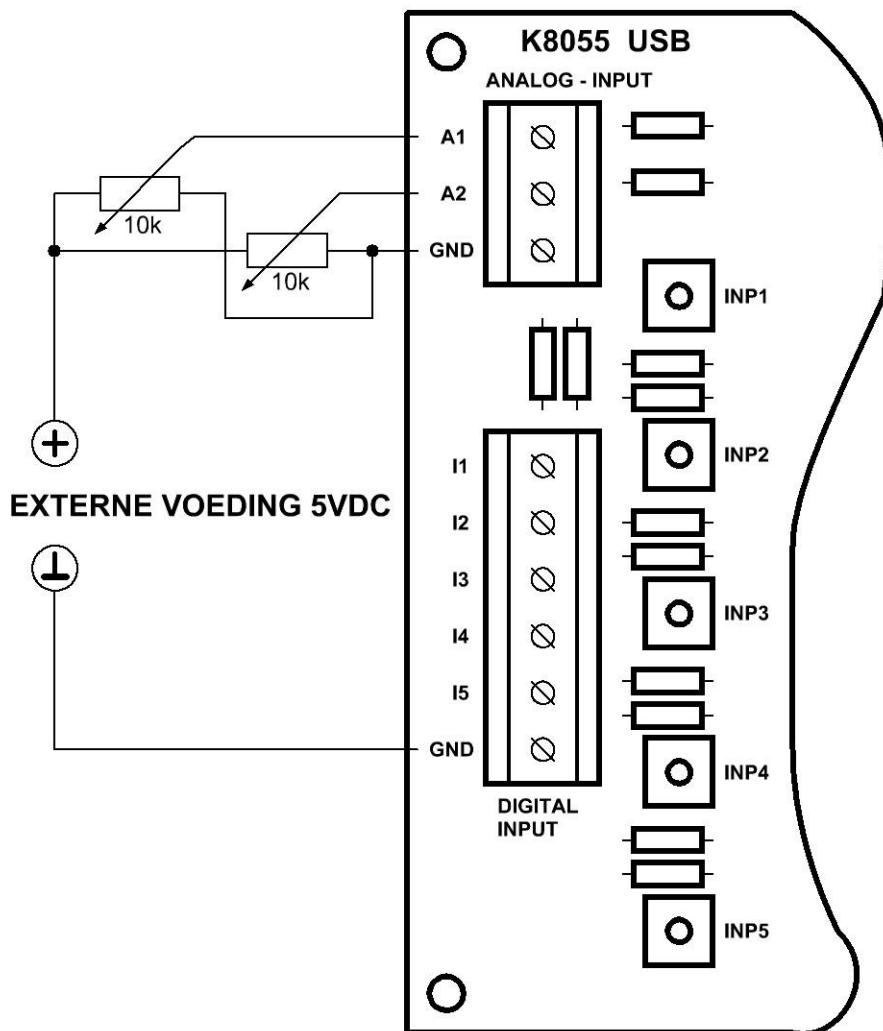 K8055 USB
ANALOG - INPUT
A1
A2
10k
GND
10k
INP1
I1
INP2
EXTERNE VOEDING 5VDC
I2
I3
INP3
I4
I5
GND
INP4
DIGITAL
INPUT
INP5